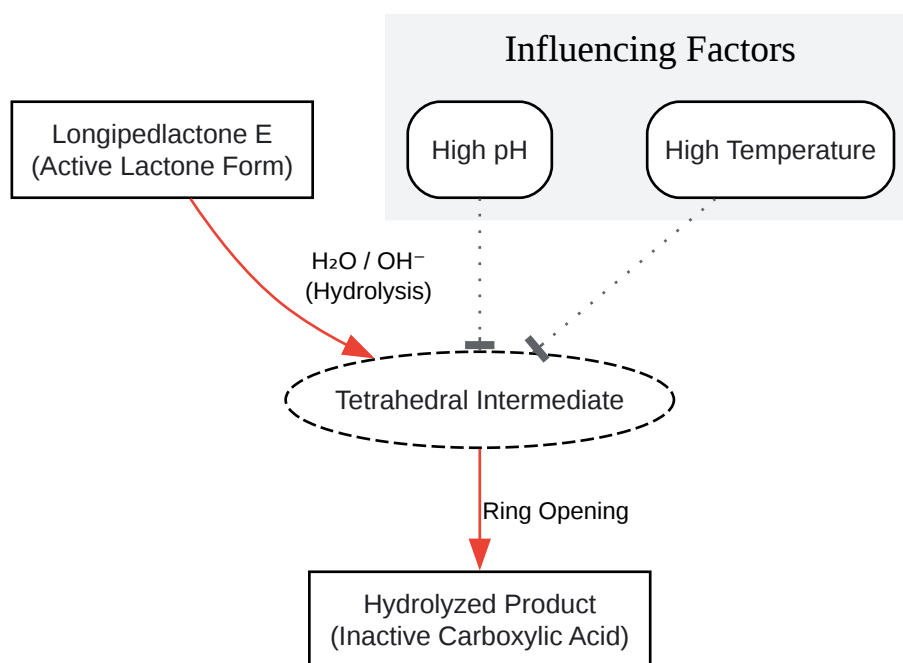 Influencing Factors
Longipedlactone E
(Active Lactone Form)
High pH
High Temperature
H₂O / OH⁻
(Hydrolysis)
Tetrahedral Intermediate
Ring Opening
Hydrolyzed Product
(Inactive Carboxylic Acid)